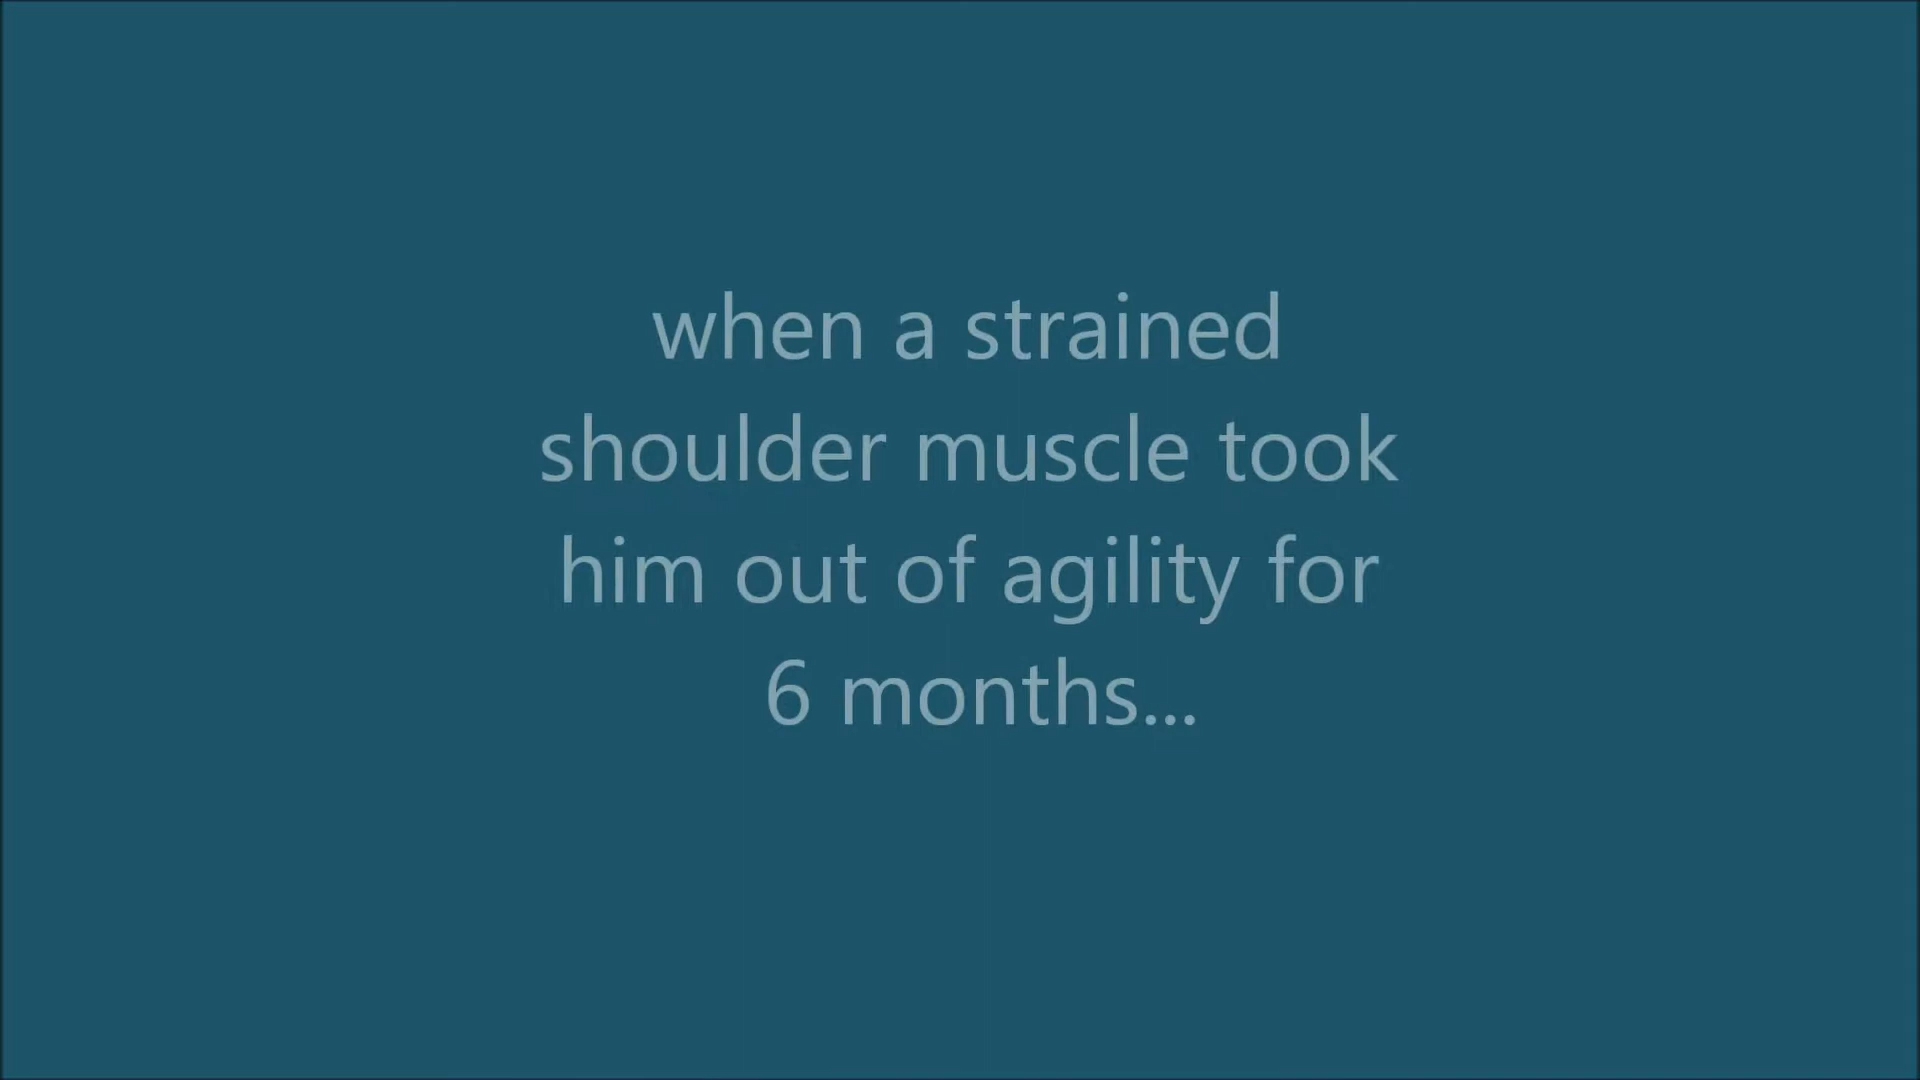 when a strained
shoulder muscle took
him out of agility for
6 months...